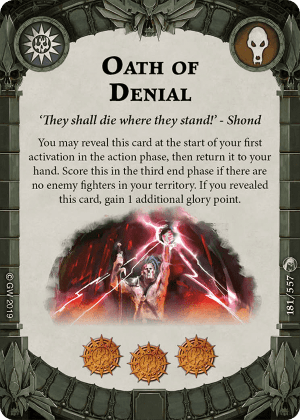 OATH OF
DENIAL
‘They shall die where they stand!’ - Shond
You may reveal this card at the start of your first
activation in the action phase, then return it to your
hand. Score this in the third end phase if there are
no enemy fighters in your territory. If you revealed
this card, gain 1 additional glory point.
© GW 2019
181/557